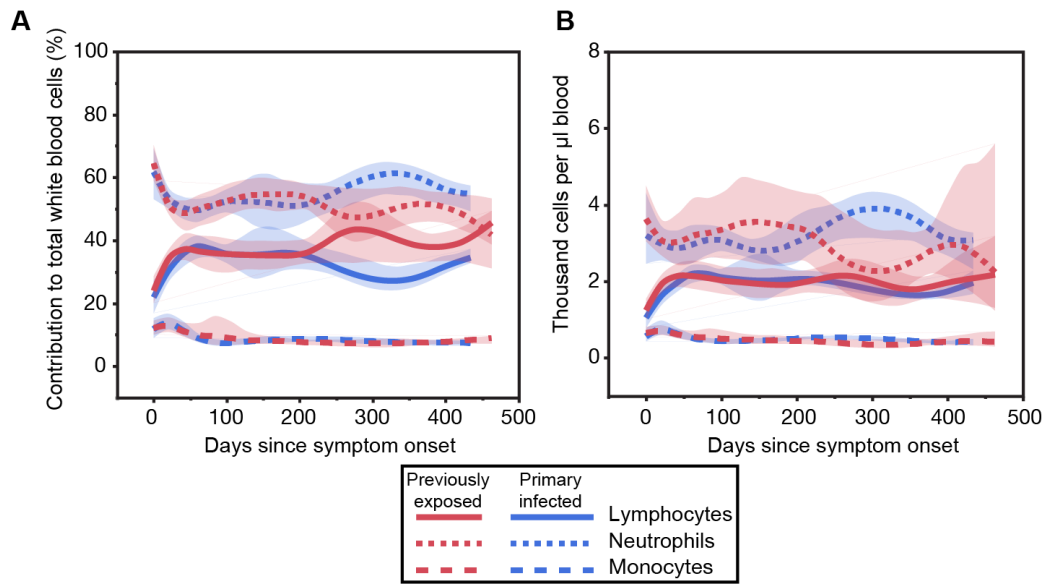 A
B
Contribution to total white blood cells (%)
100
80
60
40
20
0
0
100
200
300
400
500
Days since symptom onset
Thousand cells per µl blood
8
6
4
2
0
0
100
200
300
400
500
Days since symptom onset
Previously
exposed
Primary
infected
Lymphocytes
Neutrophils
Monocytes